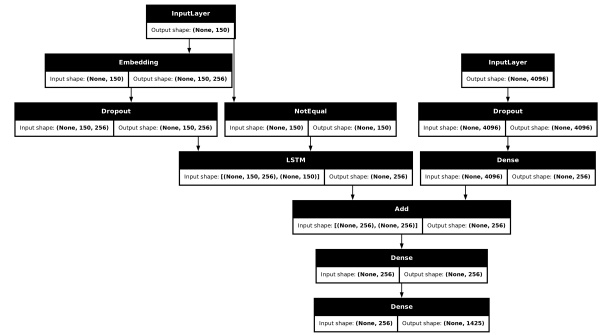 InputLayer
Output shape: (None, 150)
Embedding
Input shape: (None, 150) Output shape: (None, 150, 256)
InputLayer
Output shape: (None, 4096)
Dropout
Input shape: (None, 150, 256) Output shape: (None, 150, 256)
NotEqual
Input shape: (None, 150) Output shape: (None, 150)
Dropout
Input shape: (None, 4096) Output shape: (None, 4096)
LSTM
Input shape: [(None, 150, 256), (None, 150)] Output shape: (None, 256)
Dense
Input shape: (None, 4096) Output shape: (None, 256)
Add
Input shape: [(None, 256), (None, 256)] Output shape: (None, 256)
Dense
Input shape: (None, 256) Output shape: (None, 256)
Dense
Input shape: (None, 256) Output shape: (None, 1425)